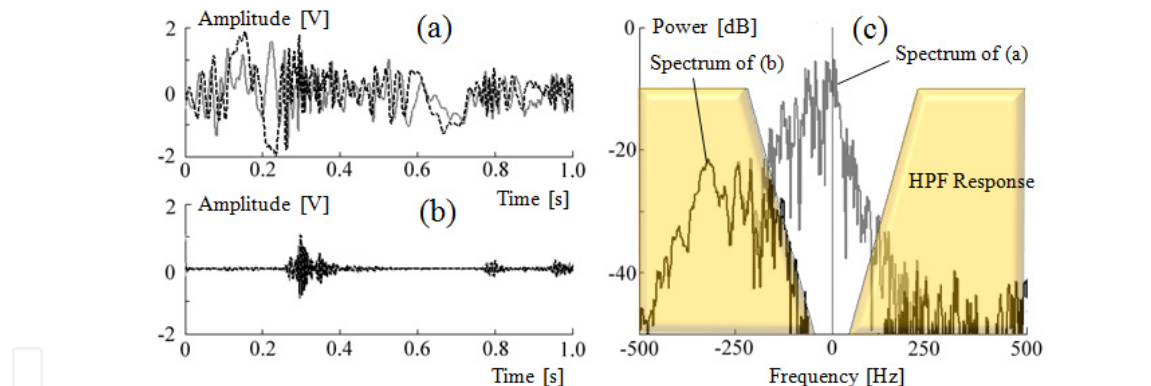 Amplitude [V]
(a)
2
0
-2
0
0.2
0.4
0.6
0.8
1.0
Time [s]
Amplitude [V]
(b)
2
0
-2
0
0.2
0.4
0.6
0.8
1.0
Time [s]
0
Power [dB]
(c)
Spectrum of (b)
Spectrum of (a)
-20
HPF Response
-40
-500
-250
0
250
500
Frequency [Hz]